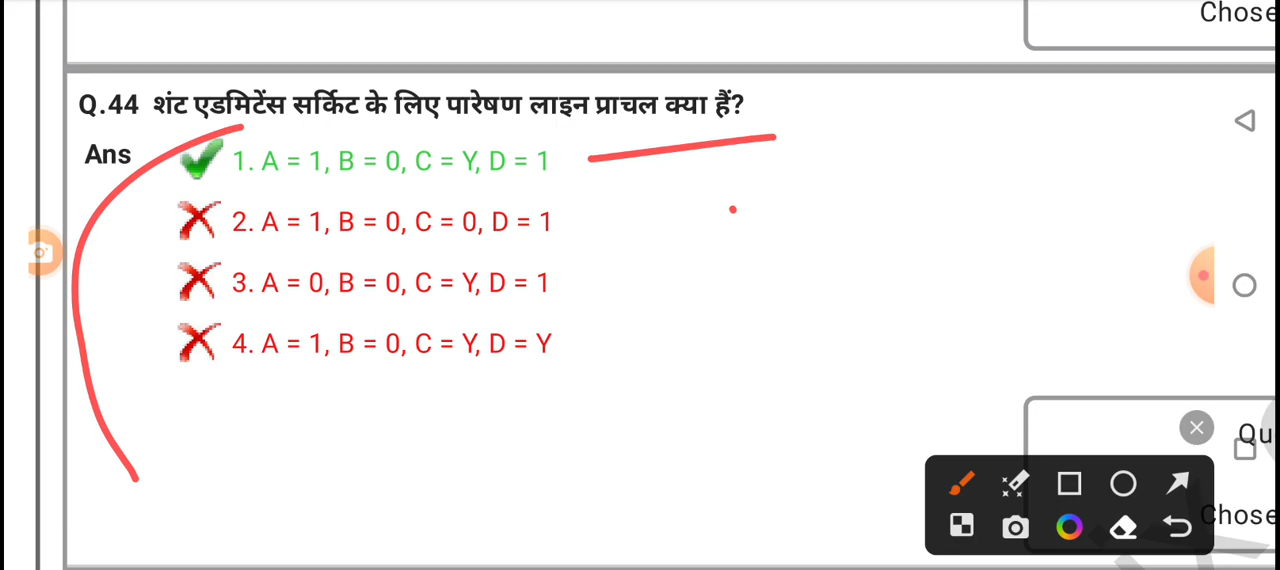 Chose
Q.44 शंट एडमिटेंस सर्किट के लिए पारेषण लाइन प्राचल क्या हैं?
Ans
1. A = 1, B = 0, C = Y, D = 1
2. A = 1, B = 0, C = 0, D = 1
3. A = 0, B = 0, C = Y, D = 1
4. A = 1, B = 0, C = Y, D = Y
Qu
Chose